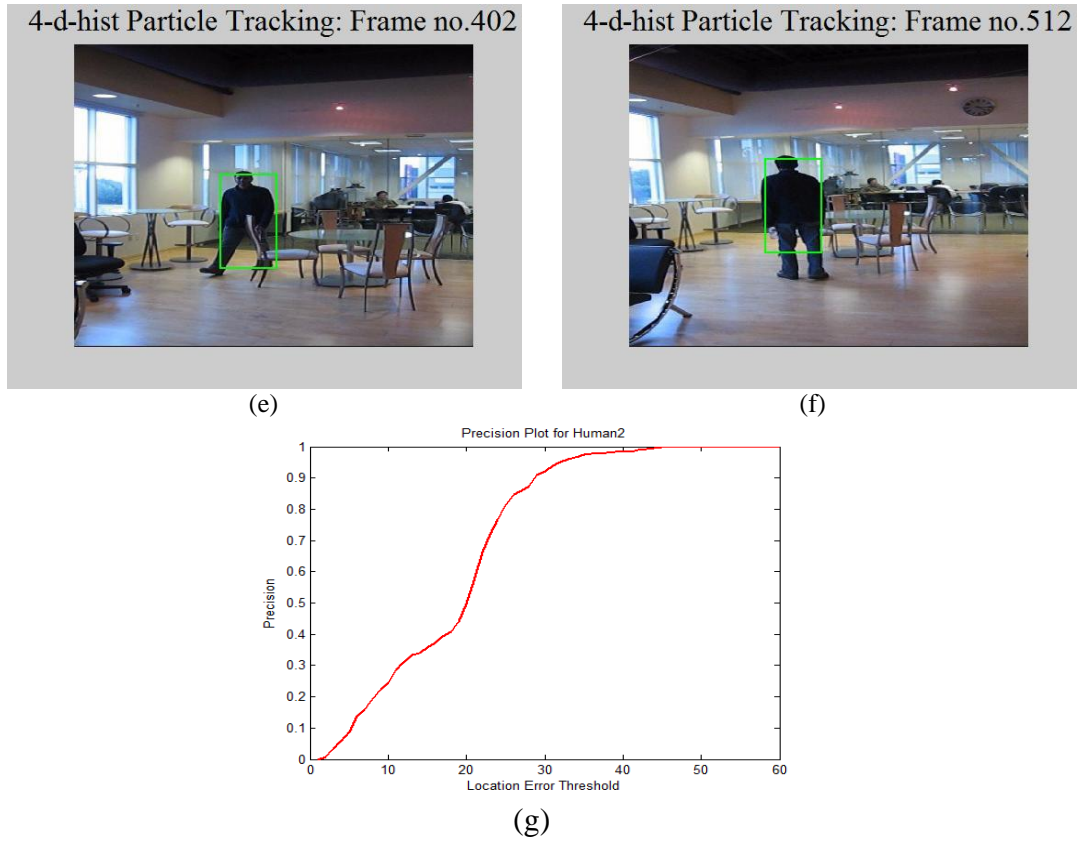 4-d-hist Particle Tracking: Frame no.402
4-d-hist Particle Tracking: Frame no.512
(e)
(f)
Precision Plot for Human2
1
0.9
0.8
0.7
0.6
0.5
0.4
0.3
0.2
0.1
0
Precision
0 10 20 30 40 50 60
Location Error Threshold
(g)